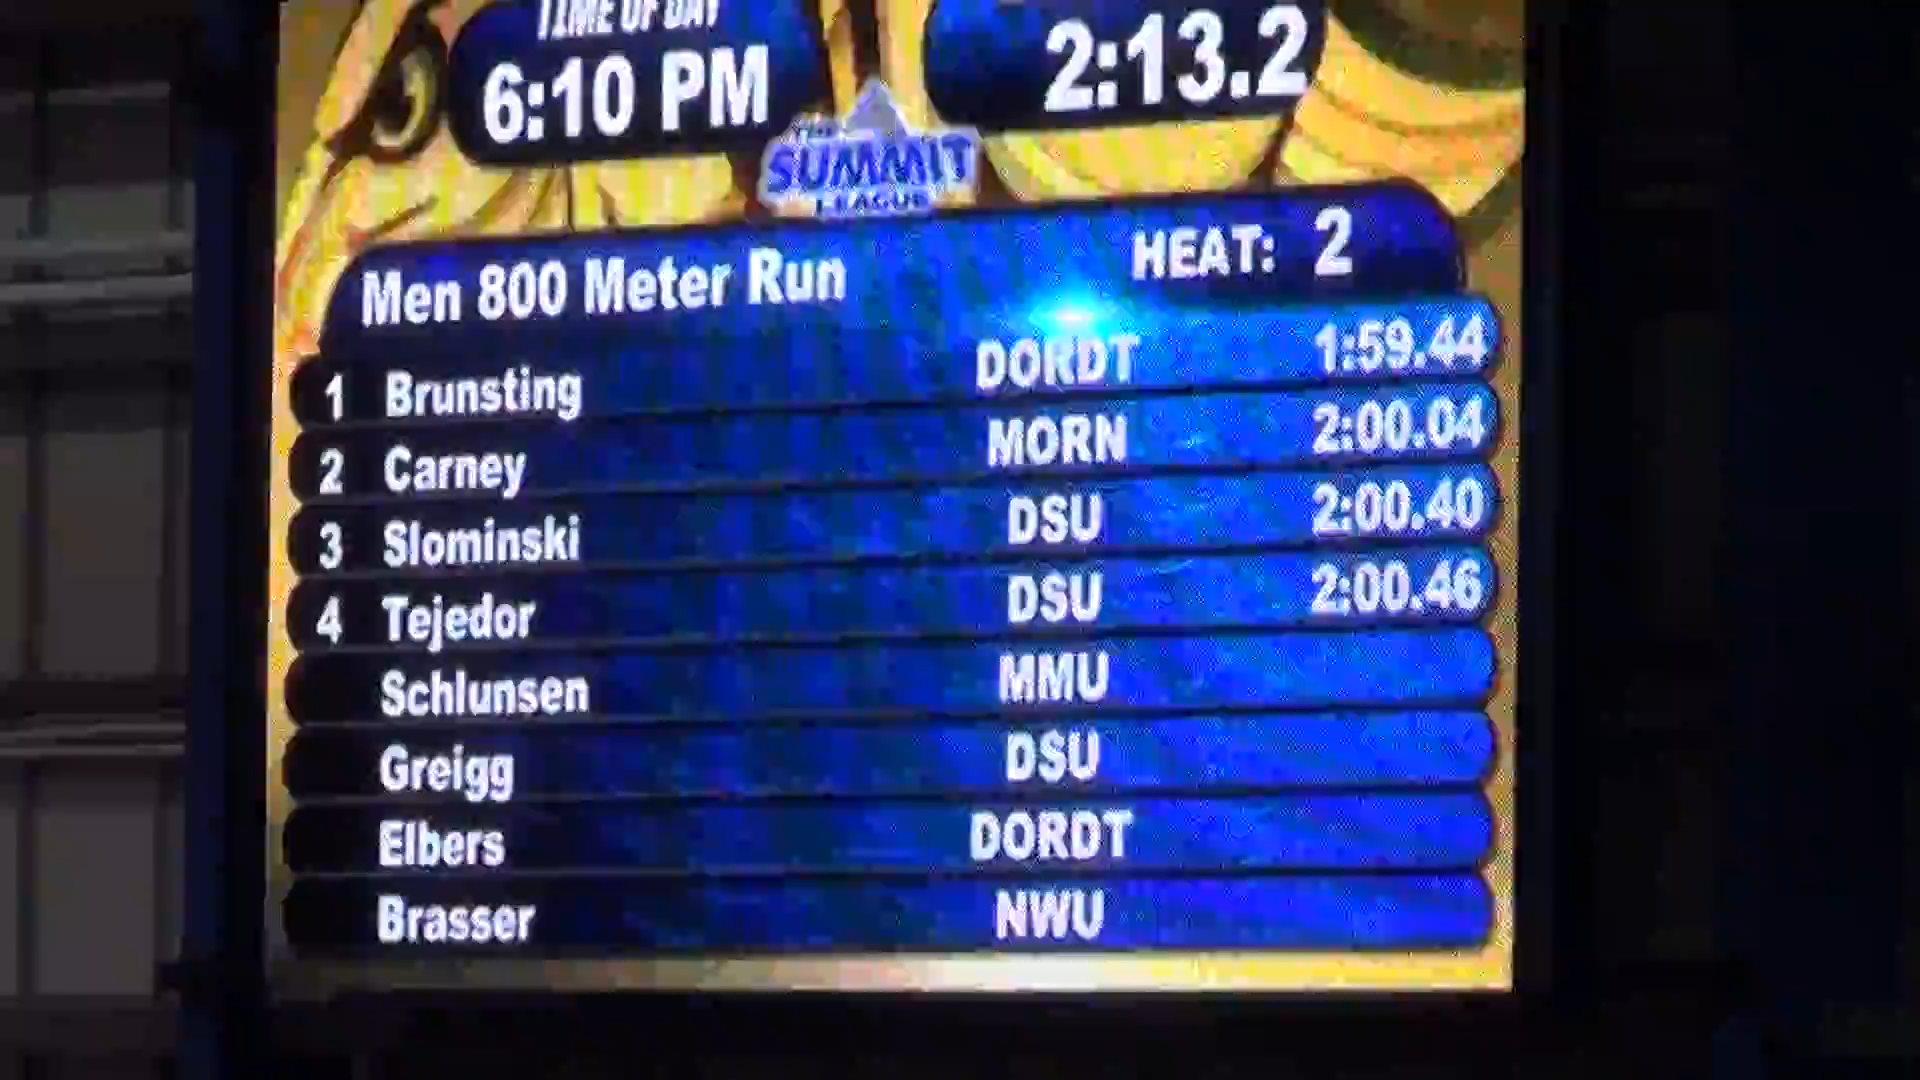 TIME OF DAY
6:10 PM
2:13.2
THE
SUMMIT
LEAGUE
Men 800 Meter Run HEAT: 2
1 Brunsting DORDT 1:59.44
2 Carney MORN 2:00.04
3 Slominski DSU 2:00.40
4 Tejedor DSU 2:00.46
Schlunsen MMU
Greigg DSU
Elbers DORDT
Brasser NWU